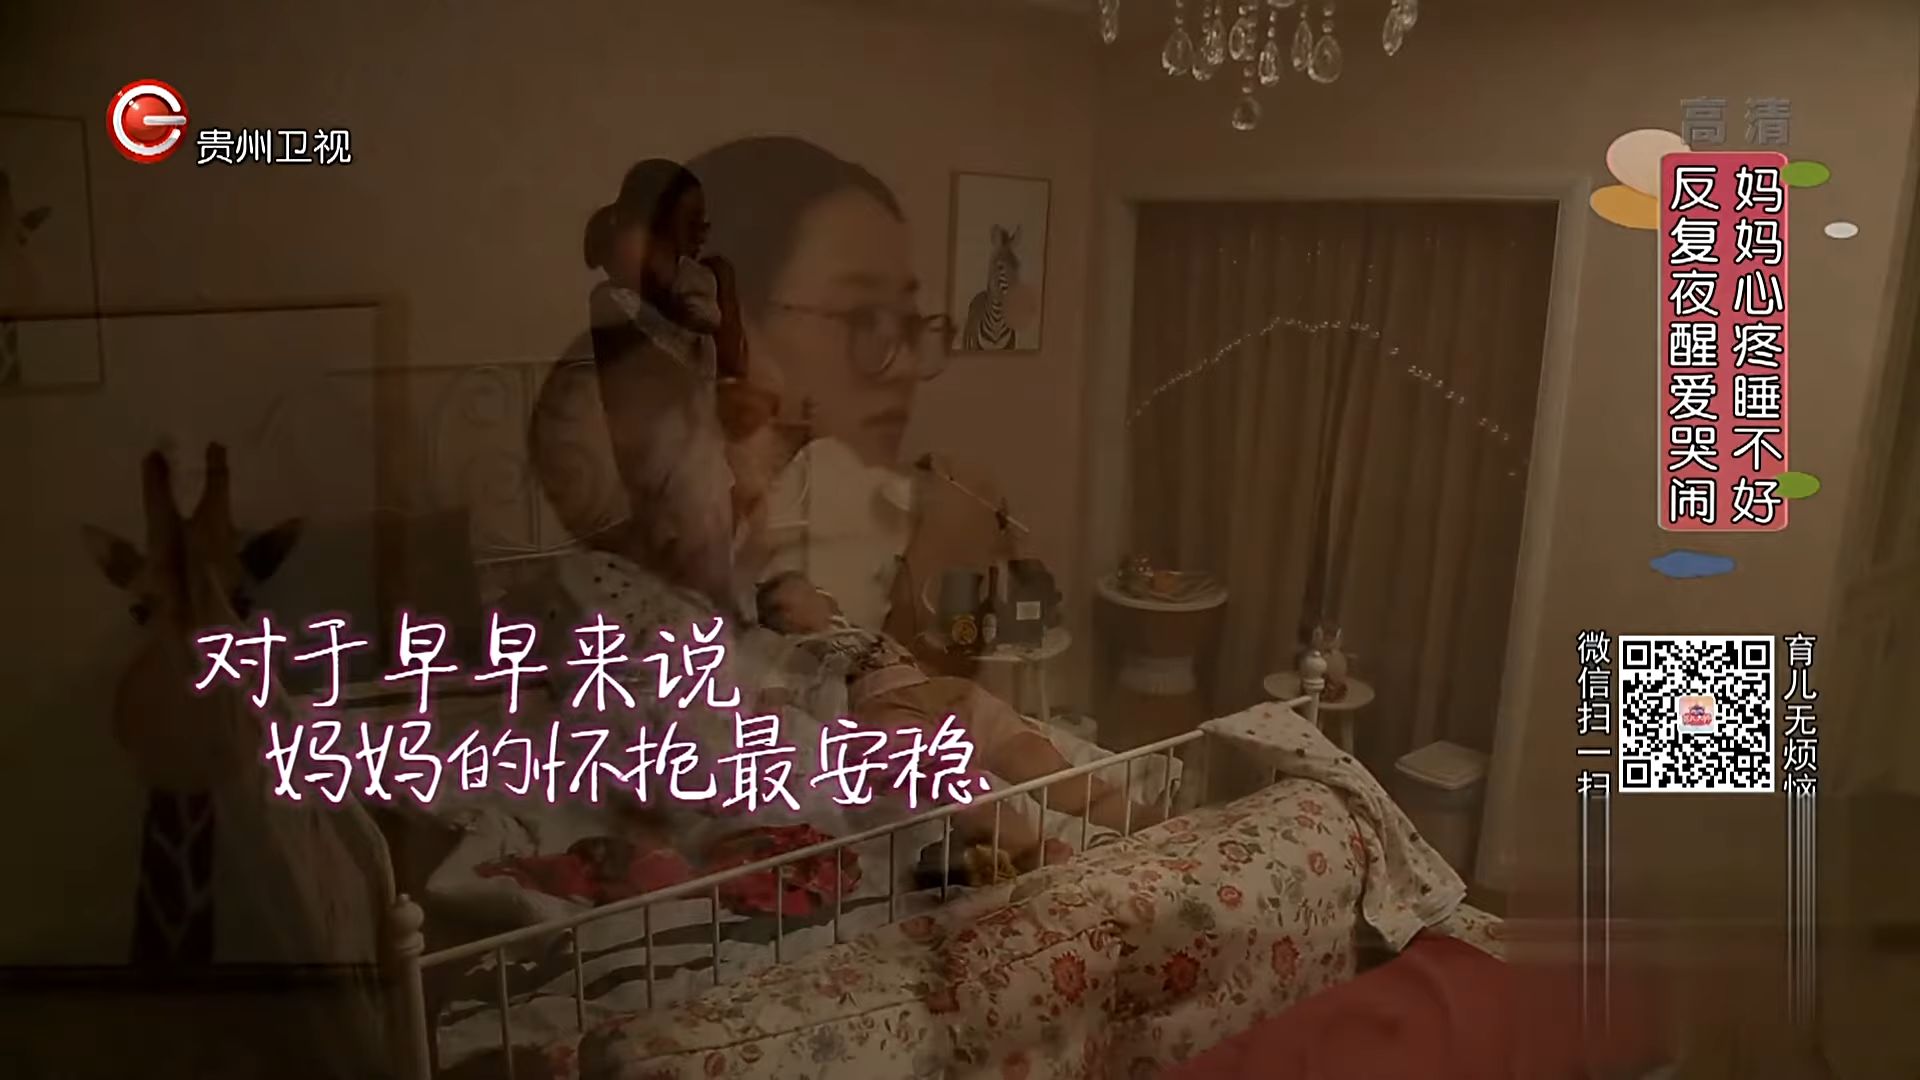 贵州卫视
高清
妈妈心疼睡不好
反复夜醒爱哭闹
对于早早来说
妈妈的怀抱最安稳
育儿无烦恼
微信扫一扫